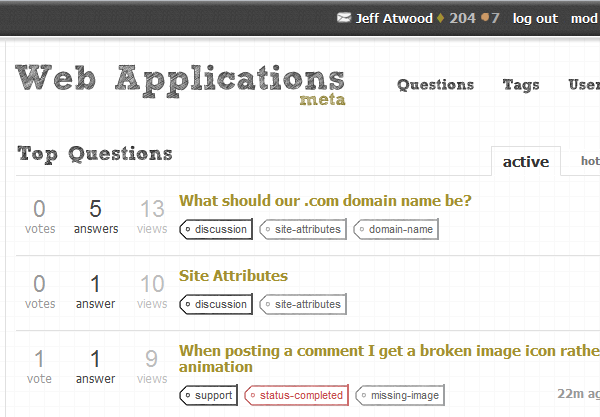 Jeff Atwood 204 7 log out mod
Web Applications
meta
Questions Tags User
Top Questions
active hot
0 votes 5 answers 13 views
What should our .com domain name be?
discussion site-attributes domain-name
0 votes 1 answer 10 views
Site Attributes
discussion site-attributes
1 vote 1 answer 9 views
When posting a comment I get a broken image icon rathe
animation
support status-completed missing-image
22m ag